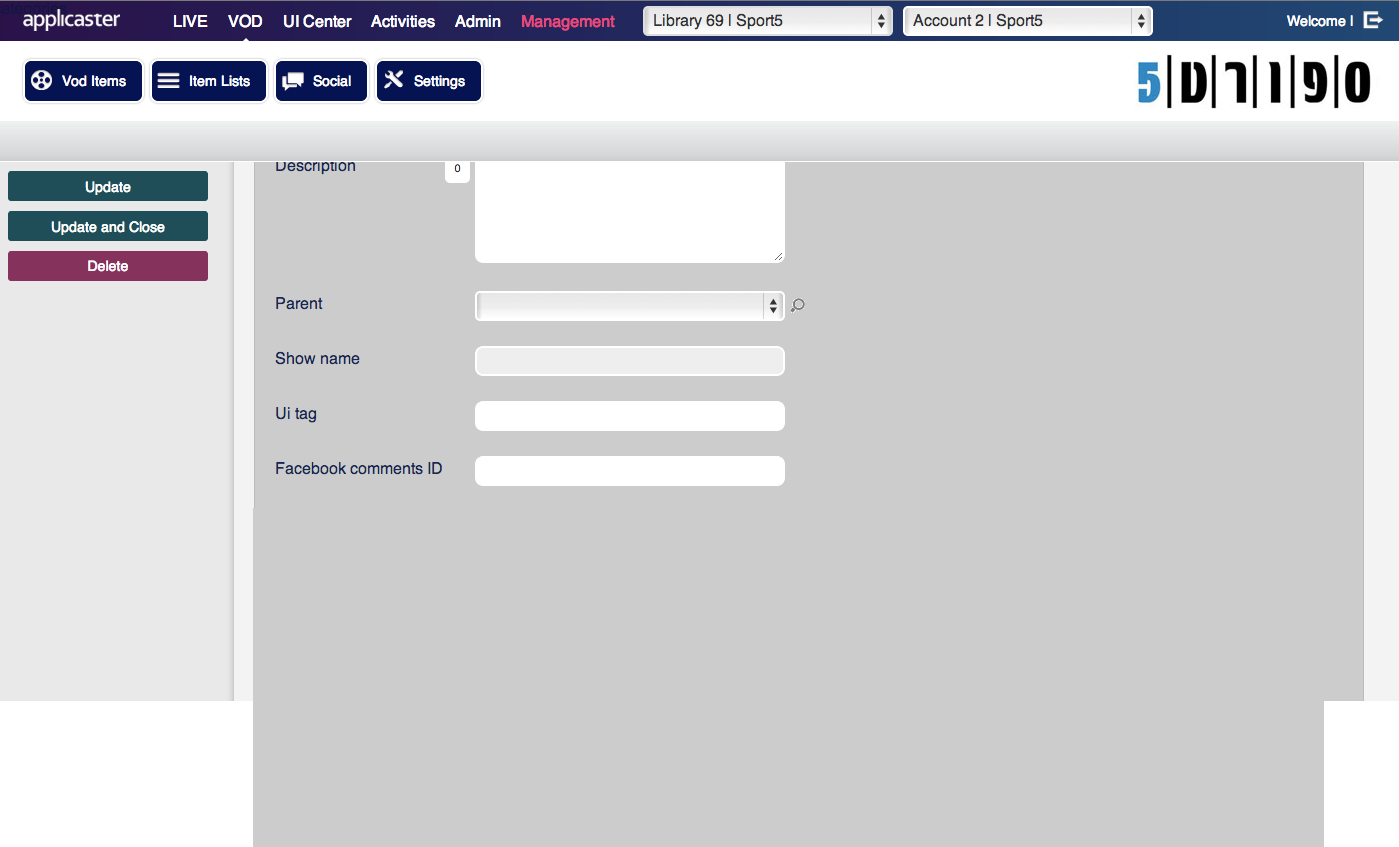 applicaster LIVE VOD UI Center Activities Admin Management Library 69 | Sport5 Account 2 | Sport5 Welcome |
Vod Items Item Lists Social Settings
ספורט 5
Update
Update and Close
Delete
Description 0
Parent
Show name
Ui tag
Facebook comments ID